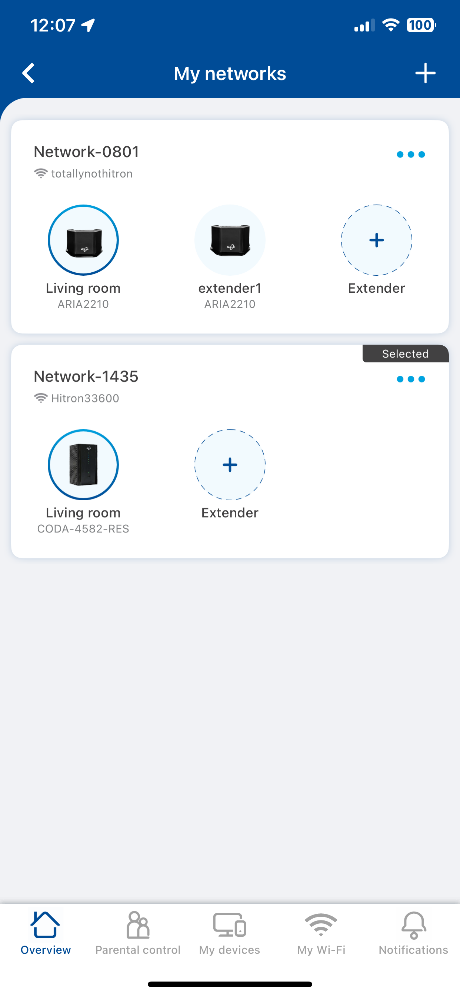 12:07
100
My networks
Network-0801
totallynothitron
Living room
ARIA2210
extender1
ARIA2210
Extender
Selected
Network-1435
Hitron33600
Living room
CODA-4582-RES
Extender
Overview
Parental control
My devices
My Wi-Fi
Notifications